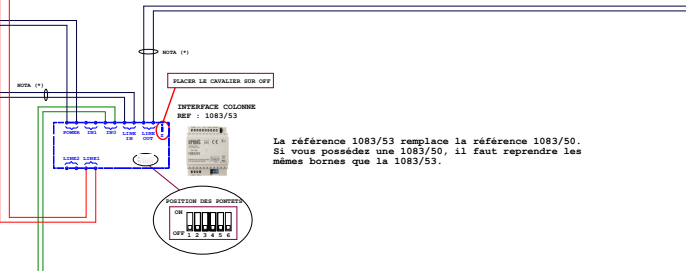 NOTA (*)
PLACER LE CAVALIER SUR OFF
NOTA (*)
INTERFACE COLONNE
REF : 1083/53
POWER IN1 IN0 LINE IN LINE OUT
La référence 1083/53 remplace la référence 1083/50.
Si vous possédez une 1083/50, il faut reprendre les
mêmes bornes que la 1083/53.
LINE2 LINE1
POSITION DES PONTETS
ON
OFF 1 2 3 4 5 6